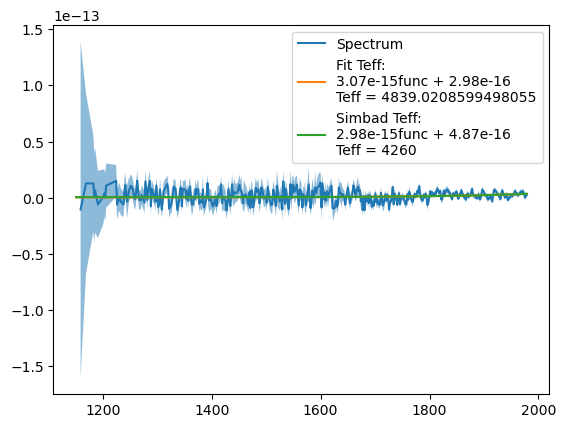 1e−13
1.5
1.0
0.5
0.0
−0.5
−1.0
−1.5
Spectrum
Fit Teff:
3.07e-15func + 2.98e-16
Teff = 4839.0208599498055
Simbad Teff:
2.98e-15func + 4.87e-16
Teff = 4260
1200 1400 1600 1800 2000